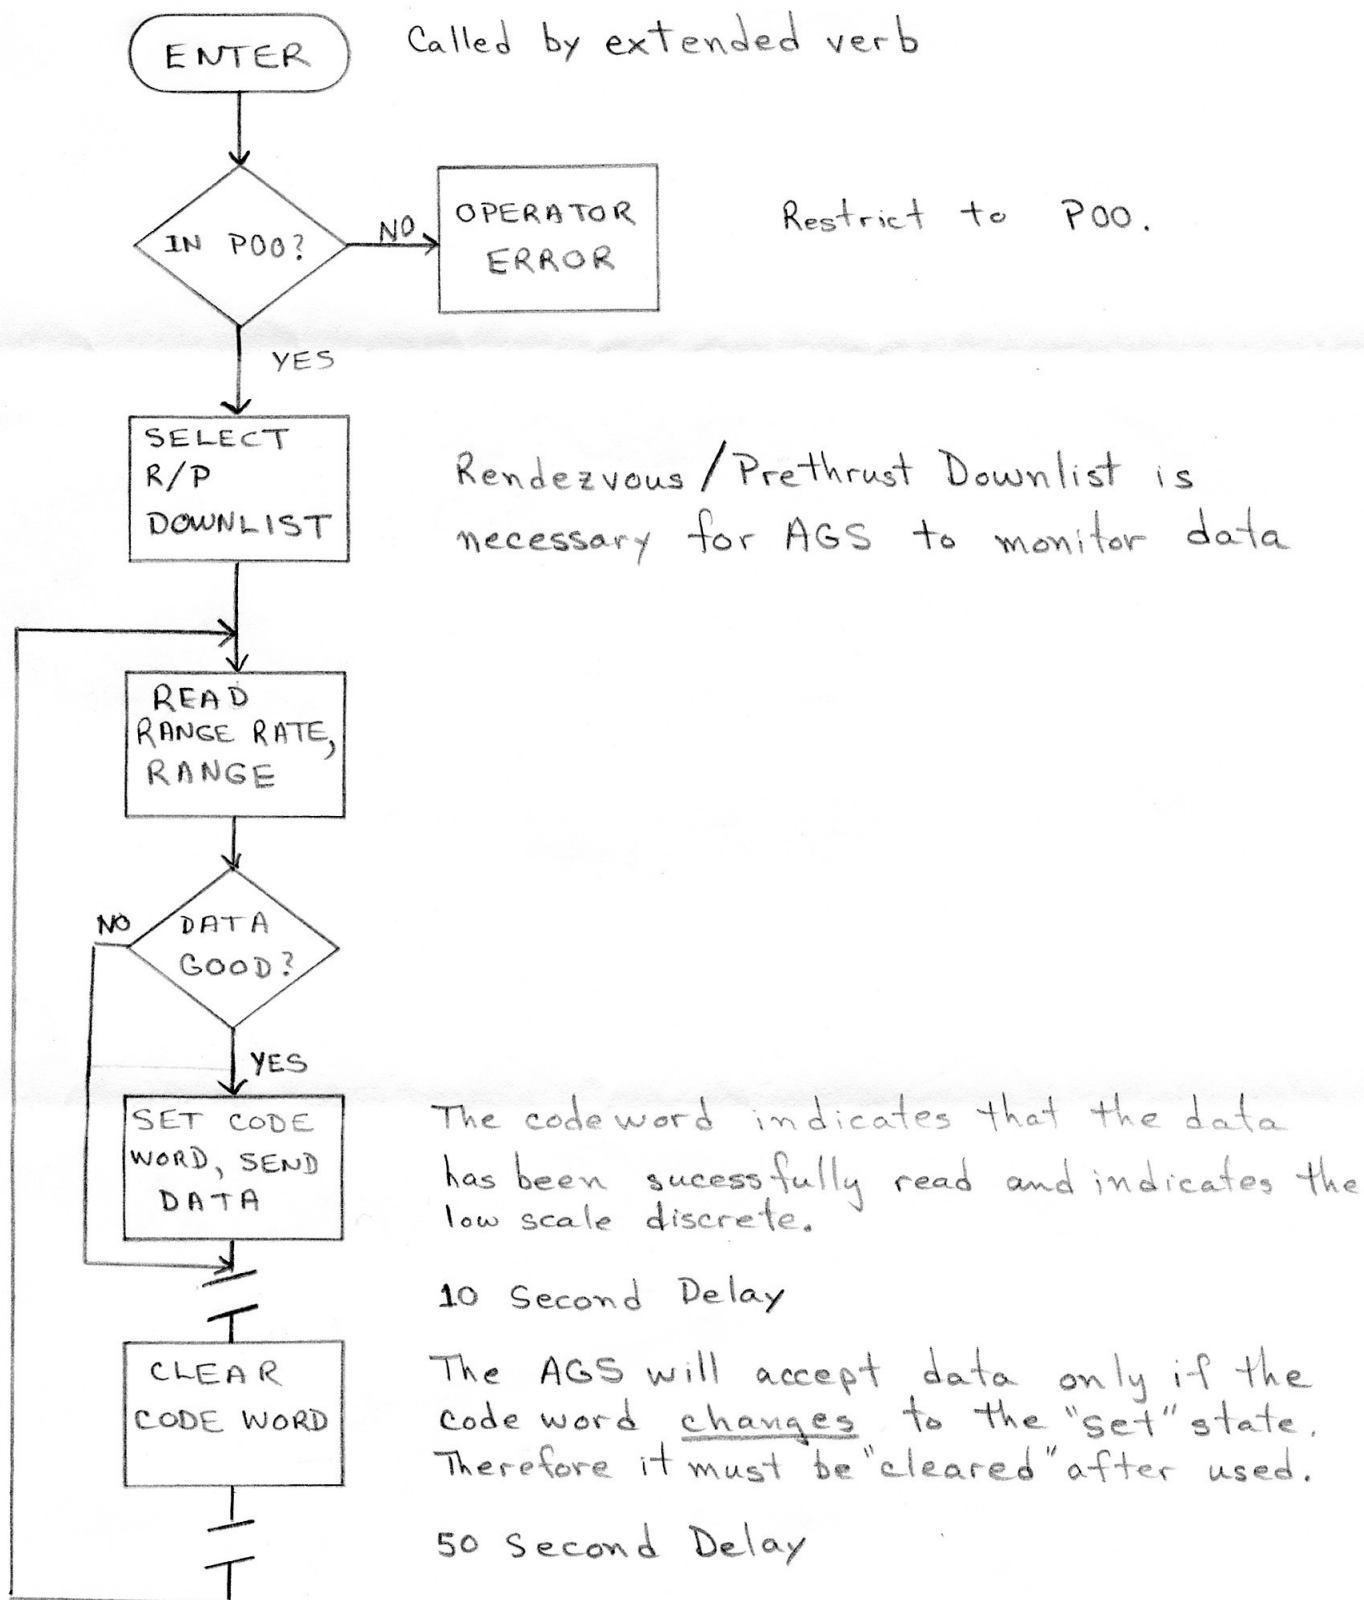 ENTER
Called by extended verb
IN POO?
NO
OPERATOR
ERROR
Restrict to POO.
YES
SELECT
R/P
DOWNLIST
Rendezvous/Prethrust Downlist is
necessary for AGS to monitor data
READ
RANGE RATE,
RANGE
NO
DATA
GOOD?
YES
SET CODE
WORD, SEND
DATA
The code word indicates that the data
has been sucessfully read and indicates the
low scale discrete.
10 Second Delay
CLEAR
CODE WORD
The AGS will accept data only if the
code word changes to the "set" state.
Therefore it must be "cleared" after used.
50 Second Delay